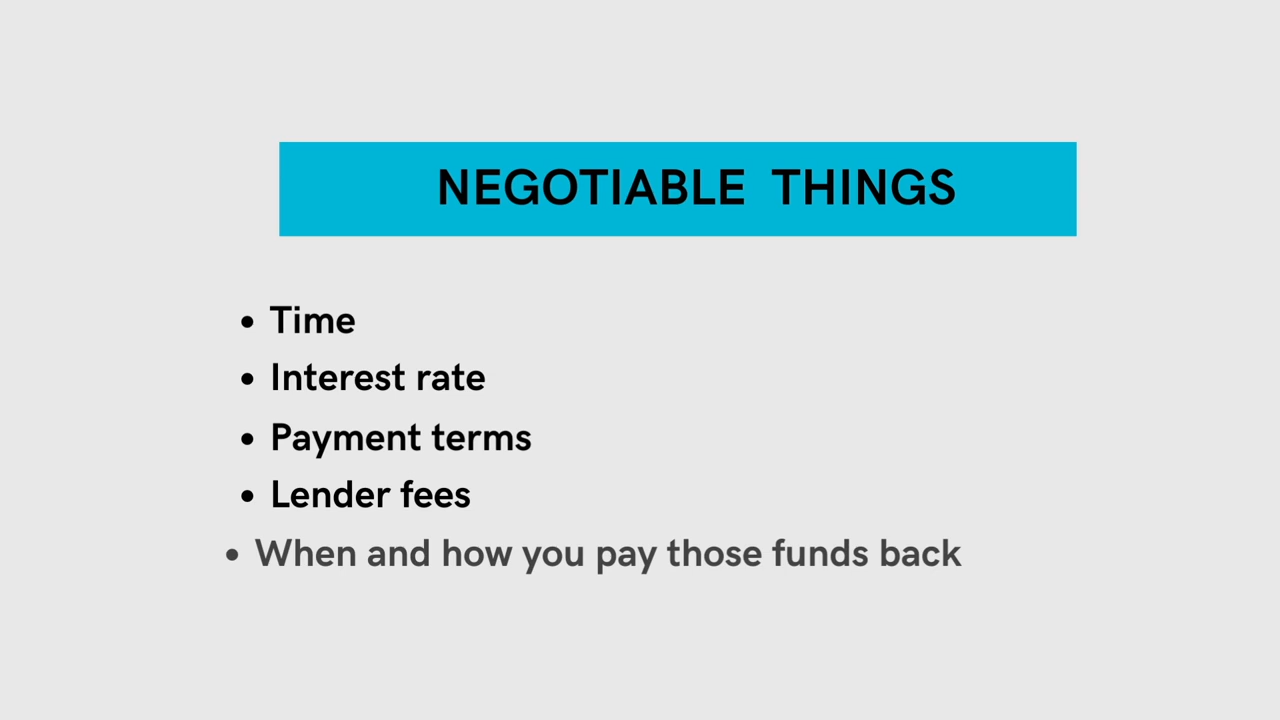 NEGOTIABLE THINGS
• Time
• Interest rate
• Payment terms
• Lender fees
• When and how you pay those funds back